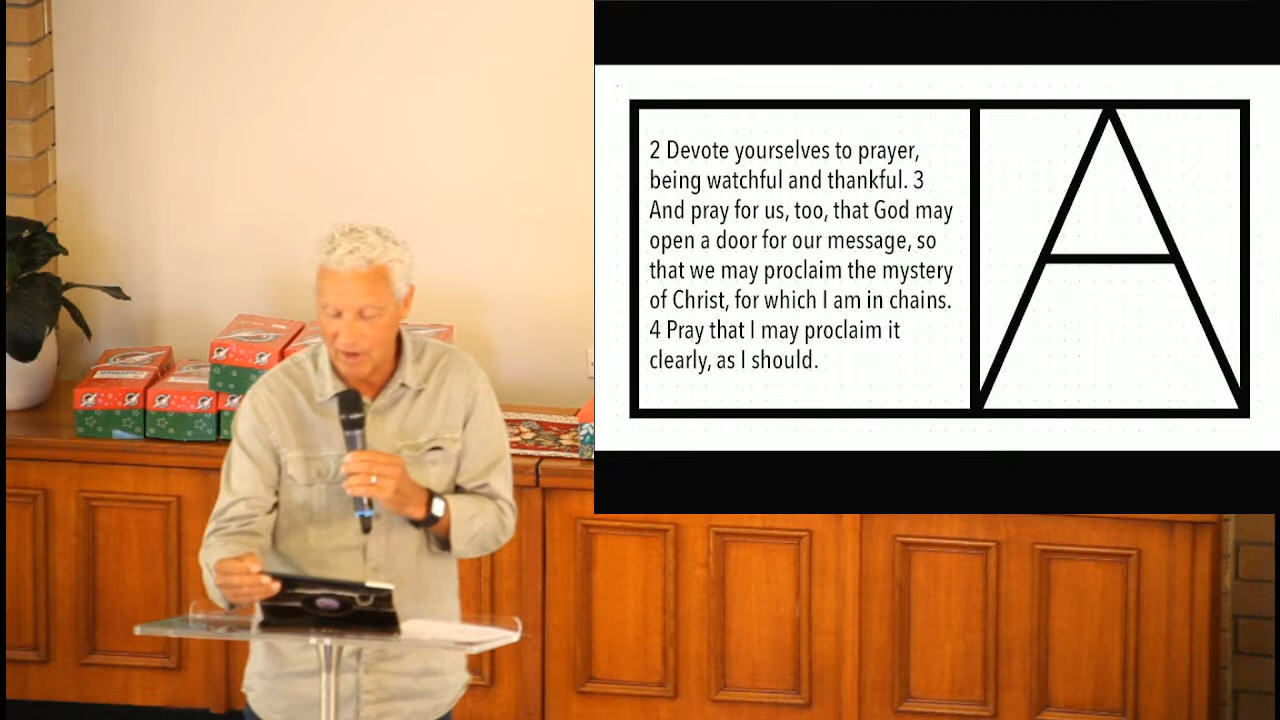 2 Devote yourselves to prayer,
being watchful and thankful. 3
And pray for us, too, that God may
open a door for our message, so
that we may proclaim the mystery
of Christ, for which I am in chains.
4 Pray that I may proclaim it
clearly, as I should.
A